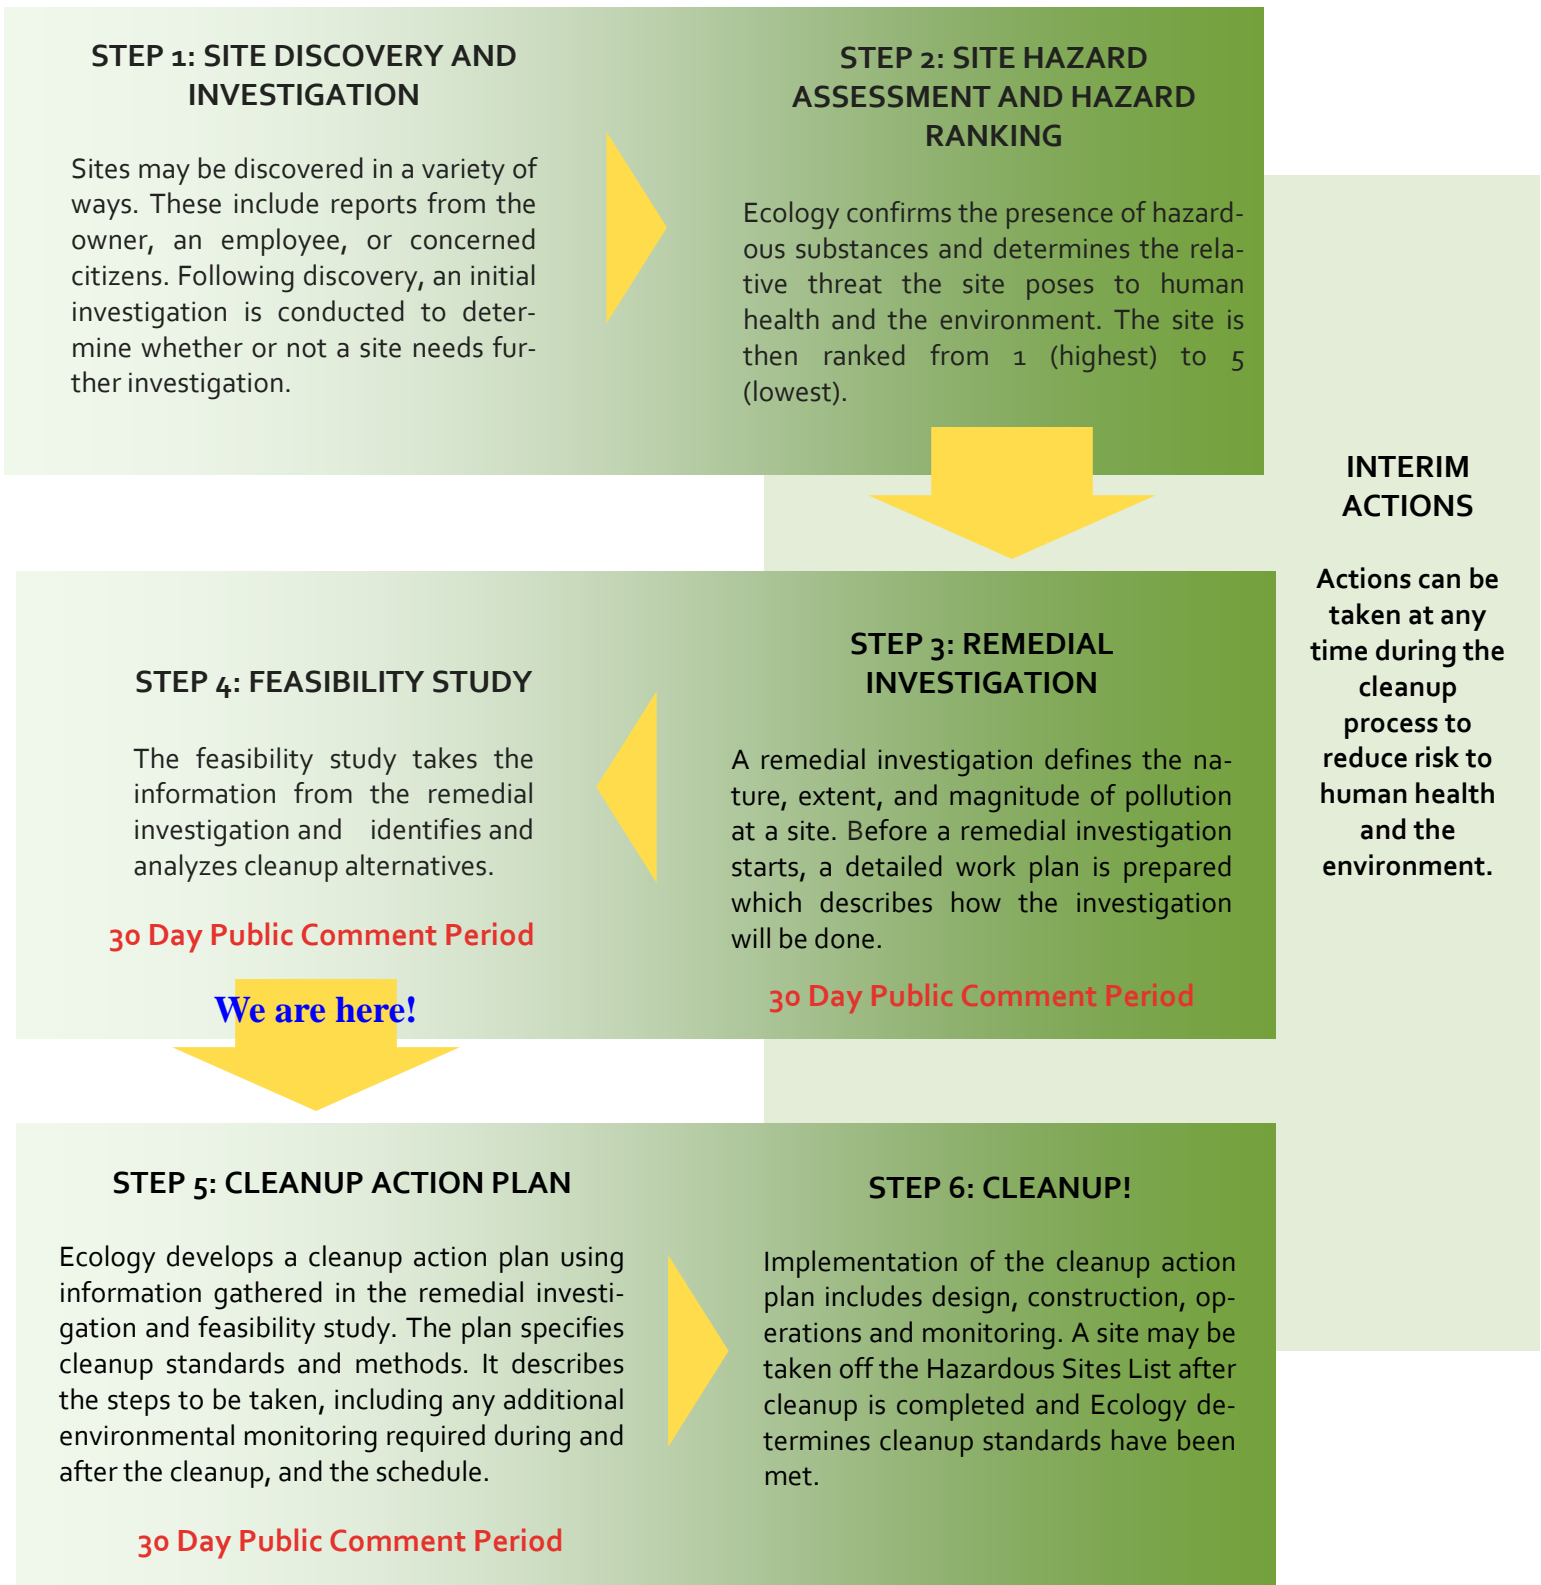 STEP 1: SITE DISCOVERY AND
INVESTIGATION
Sites may be discovered in a variety of
ways. These include reports from the
owner, an employee, or concerned
citizens. Following discovery, an initial
investigation is conducted to deter-
mine whether or not a site needs fur-
ther investigation.
STEP 2: SITE HAZARD
ASSESSMENT AND HAZARD
RANKING
Ecology confirms the presence of hazard-
ous substances and determines the rela-
tive threat the site poses to human
health and the environment. The site is
then ranked from 1 (highest) to 5
(lowest).
INTERIM
ACTIONS
Actions can be
taken at any
time during the
cleanup
process to
reduce risk to
human health
and the
environment.
STEP 3: REMEDIAL
INVESTIGATION
A remedial investigation defines the na-
ture, extent, and magnitude of pollution
at a site. Before a remedial investigation
starts, a detailed work plan is prepared
which describes how the investigation
will be done.
30 Day Public Comment Period
STEP 4: FEASIBILITY STUDY
The feasibility study takes the
information from the remedial
investigation and identifies and
analyzes cleanup alternatives.
30 Day Public Comment Period
We are here!
STEP 5: CLEANUP ACTION PLAN
Ecology develops a cleanup action plan using
information gathered in the remedial investi-
gation and feasibility study. The plan specifies
cleanup standards and methods. It describes
the steps to be taken, including any additional
environmental monitoring required during and
after the cleanup, and the schedule.
30 Day Public Comment Period
STEP 6: CLEANUP!
Implementation of the cleanup action
plan includes design, construction, op-
erations and monitoring. A site may be
taken off the Hazardous Sites List after
cleanup is completed and Ecology de-
termines cleanup standards have been
met.